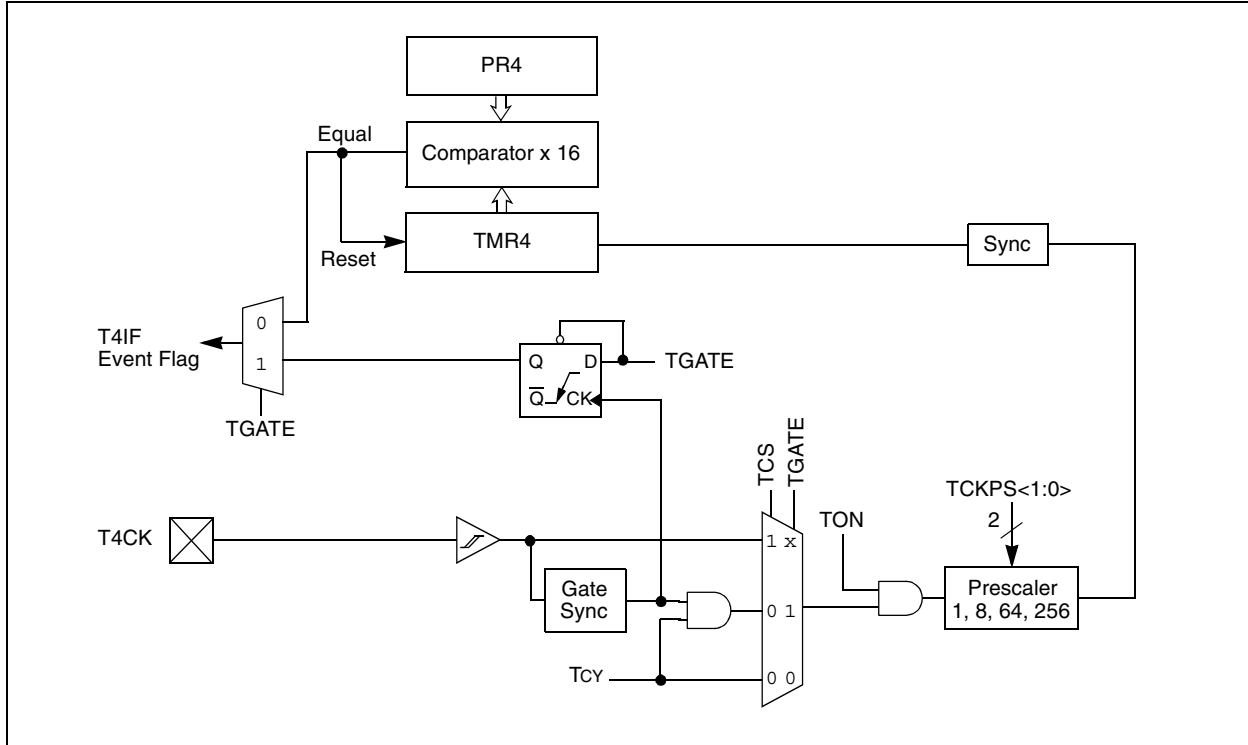 PR4
Equal
Comparator x 16
TMR4
Sync
Reset
0
T4IF
Event Flag
1
Q
D
TGATE
Q
CK
TGATE
TCS
TGATE
TCKPS<1:0>
TON
2
T4CK
1 x
Gate
Sync
Prescaler
1, 8, 64, 256
0 1
TCY
0 0